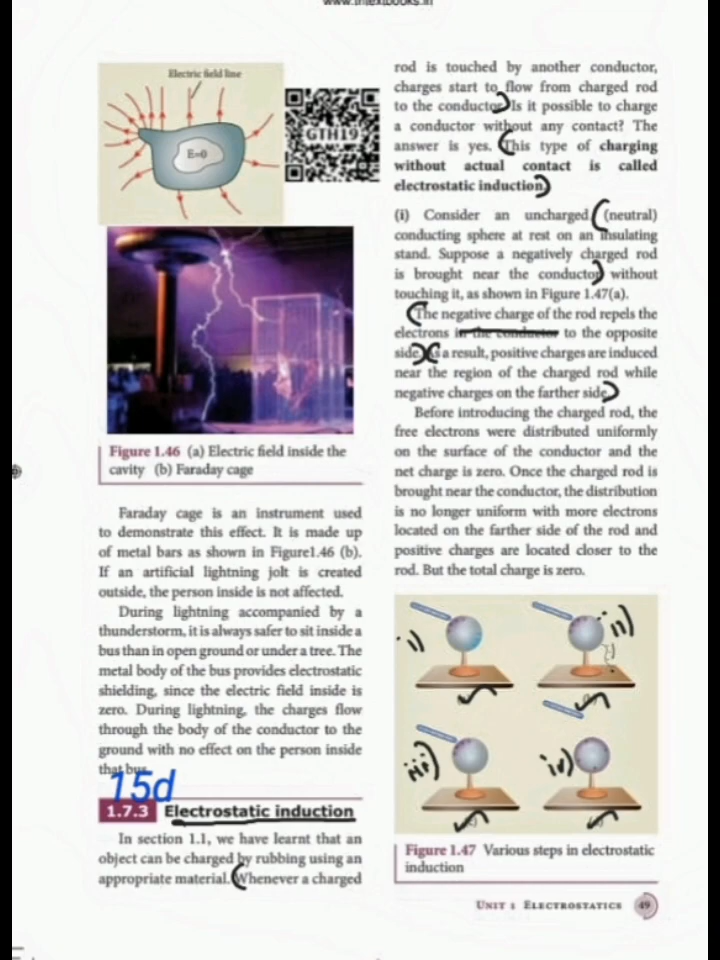 www.tntextbooks.in
Electric field line
GTH19
E=0
Figure 1.46 (a) Electric field inside the
cavity (b) Faraday cage
Faraday cage is an instrument used
to demonstrate this effect. It is made up
of metal bars as shown in Figure1.46 (b).
If an artificial lightning jolt is created
outside, the person inside is not affected.
During lightning accompanied by a
thunderstorm, it is always safer to sit inside a
bus than in open ground or under a tree. The
metal body of the bus provides electrostatic
shielding, since the electric field inside is
zero. During lightning, the charges flow
through the body of the conductor to the
ground with no effect on the person inside
that bus.
15d
1.7.3 Electrostatic induction
In section 1.1, we have learnt that an
object can be charged by rubbing using an
appropriate material. (Whenever a charged
rod is touched by another conductor,
charges start to flow from charged rod
to the conductor.) Is it possible to charge
a conductor without any contact? The
answer is yes. (This type of charging
without actual contact is called
electrostatic induction.)
(i) Consider an uncharged (neutral)
conducting sphere at rest on an insulating
stand. Suppose a negatively charged rod
is brought near the conductor without
touching it, as shown in Figure 1.47(a).
(The negative charge of the rod repels the
electrons in the conductor to the opposite
side. As a result, positive charges are induced
near the region of the charged rod while
negative charges on the farther side.)
Before introducing the charged rod, the
free electrons were distributed uniformly
on the surface of the conductor and the
net charge is zero. Once the charged rod is
brought near the conductor, the distribution
is no longer uniform with more electrons
located on the farther side of the rod and
positive charges are located closer to the
rod. But the total charge is zero.
i)
ii)
iii)
iv)
Figure 1.47 Various steps in electrostatic
induction
UNIT 1 ELECTROSTATICS 49